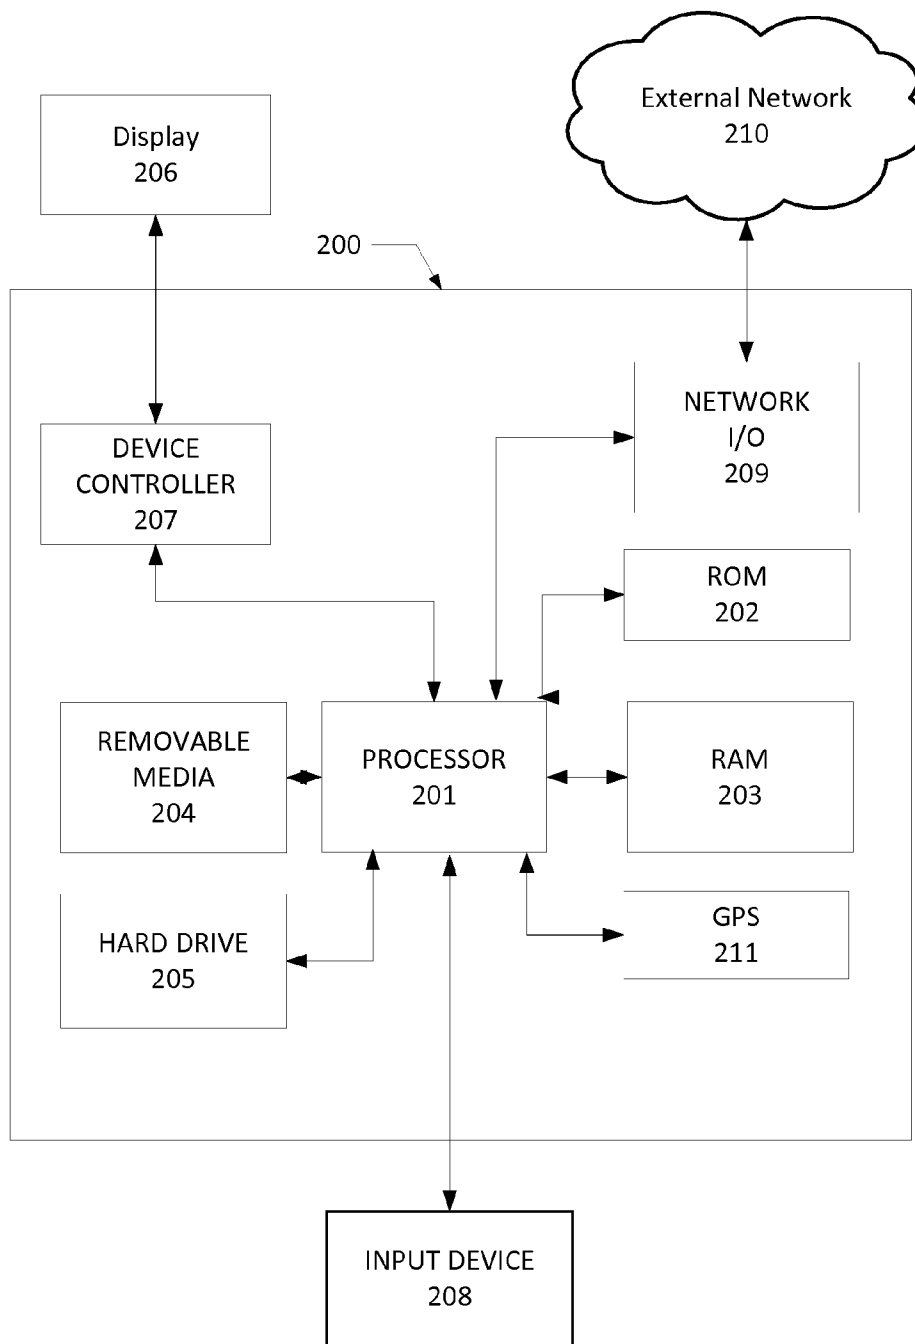 External Network
210
Display
206
200
NETWORK
I/O
209
DEVICE
CONTROLLER
207
ROM
202
REMOVABLE
MEDIA
204
PROCESSOR
201
RAM
203
HARD DRIVE
205
GPS
211
INPUT DEVICE
208